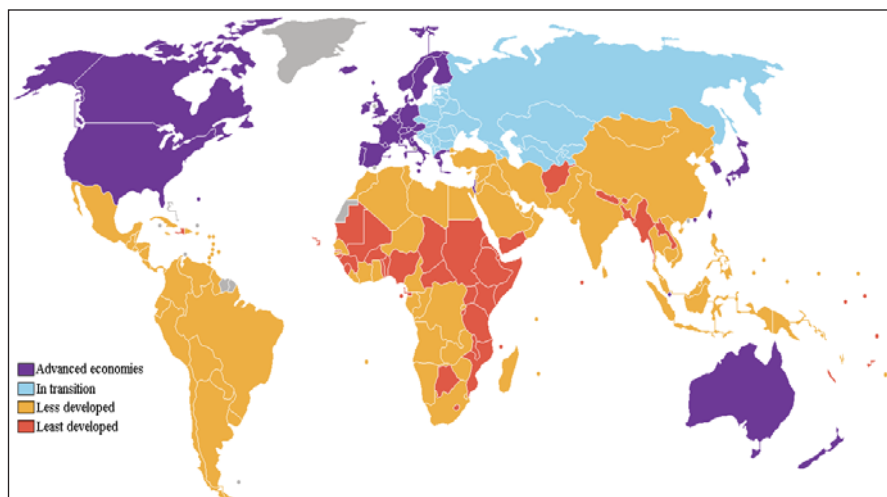 Advanced economies
In transition
Less developed
Least developed